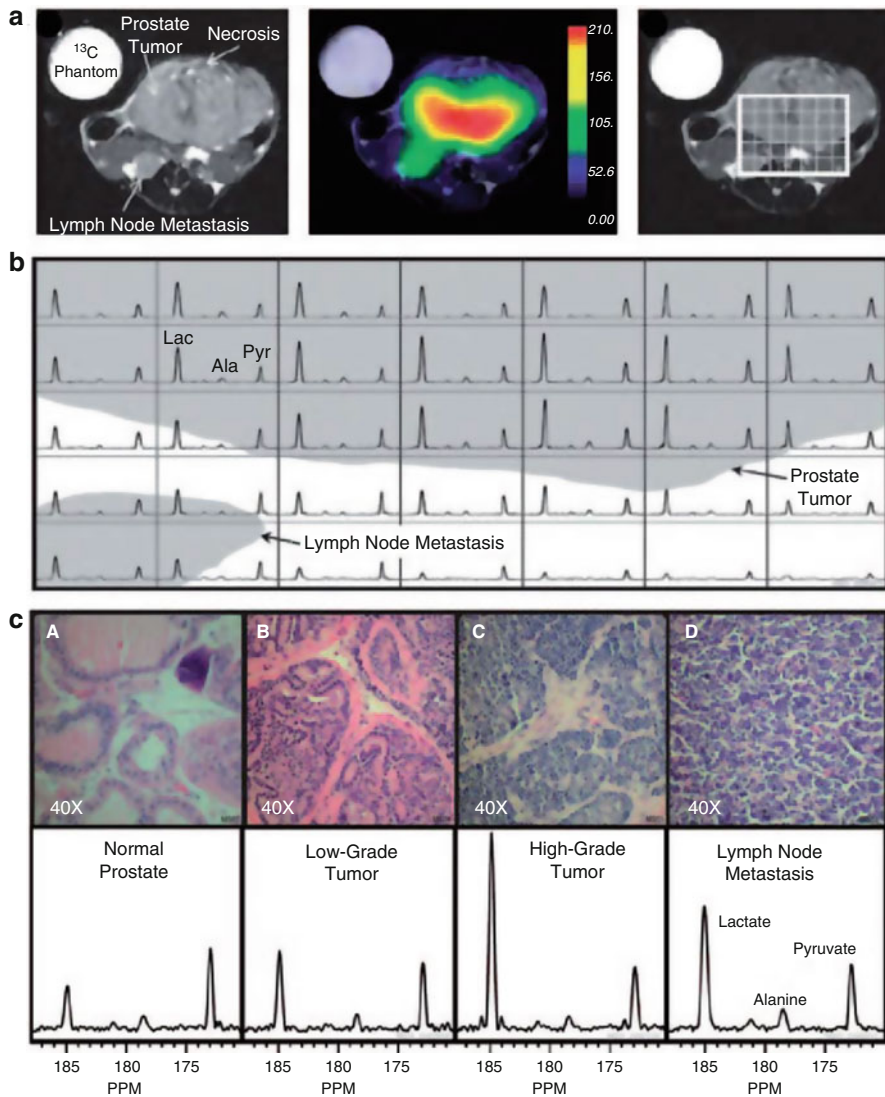 a
Prostate
Tumor
Necrosis
13C
Phantom
Lymph Node Metastasis
210.
156.
105.
52.6
0.00
b
Lac
Ala
Pyr
Prostate
Tumor
Lymph Node Metastasis
c
A
B
C
D
40X
40X
40X
Normal
Prostate
Low-Grade
Tumor
High-Grade
Tumor
Lymph Node
Metastasis
Lactate
Pyruvate
Alanine
185 180 175
185 180 175
185 180 175
185 180 175
PPM
PPM
PPM
PPM